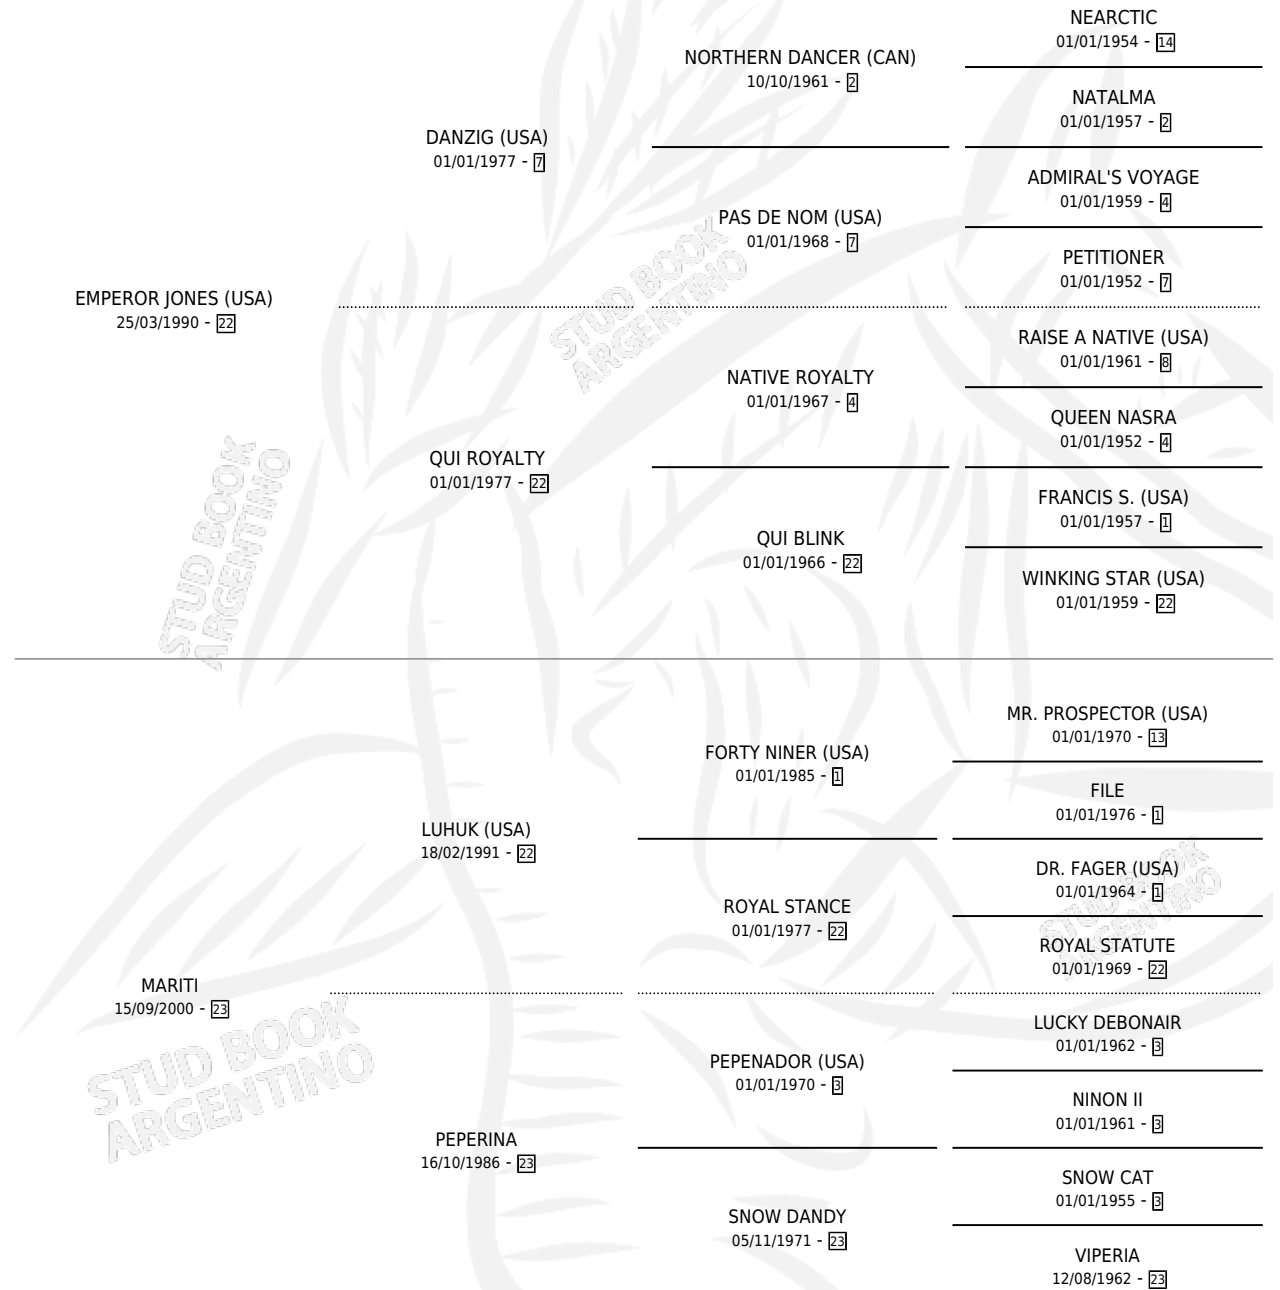 NEARCTIC
01/01/1954 - 14
NORTHERN DANCER (CAN)
10/10/1961 - 2
NATALMA
01/01/1957 - 2
DANZIG (USA)
01/01/1977 - 7
ADMIRAL'S VOYAGE
01/01/1959 - 4
PAS DE NOM (USA)
01/01/1968 - 7
PETITIONER
01/01/1952 - 7
EMPEROR JONES (USA)
25/03/1990 - 22
RAISE A NATIVE (USA)
01/01/1961 - 8
NATIVE ROYALTY
01/01/1967 - 4
QUEEN NASRA
01/01/1952 - 4
QUI ROYALTY
01/01/1977 - 22
FRANCIS S. (USA)
01/01/1957 - 1
QUI BLINK
01/01/1966 - 22
WINKING STAR (USA)
01/01/1959 - 22
STUD BOOK
ARGENTINO
STUD BOOK
ARGENTINO
MR. PROSPECTOR (USA)
01/01/1970 - 13
FORTY NINER (USA)
01/01/1985 - 1
FILE
01/01/1976 - 1
LUHUK (USA)
18/02/1991 - 22
DR. FAGER (USA)
01/01/1964 - 1
ROYAL STANCE
01/01/1977 - 22
ROYAL STATUTE
01/01/1969 - 22
MARITI
15/09/2000 - 23
LUCKY DEBONAIR
01/01/1962 - 3
PEPENADOR (USA)
01/01/1970 - 3
NINON II
01/01/1961 - 3
PEPERINA
16/10/1986 - 23
SNOW CAT
01/01/1955 - 3
SNOW DANDY
05/11/1971 - 23
VIPERIA
12/08/1962 - 23
STUD BOOK
ARGENTINO
STUD BOOK
ARGENTINO